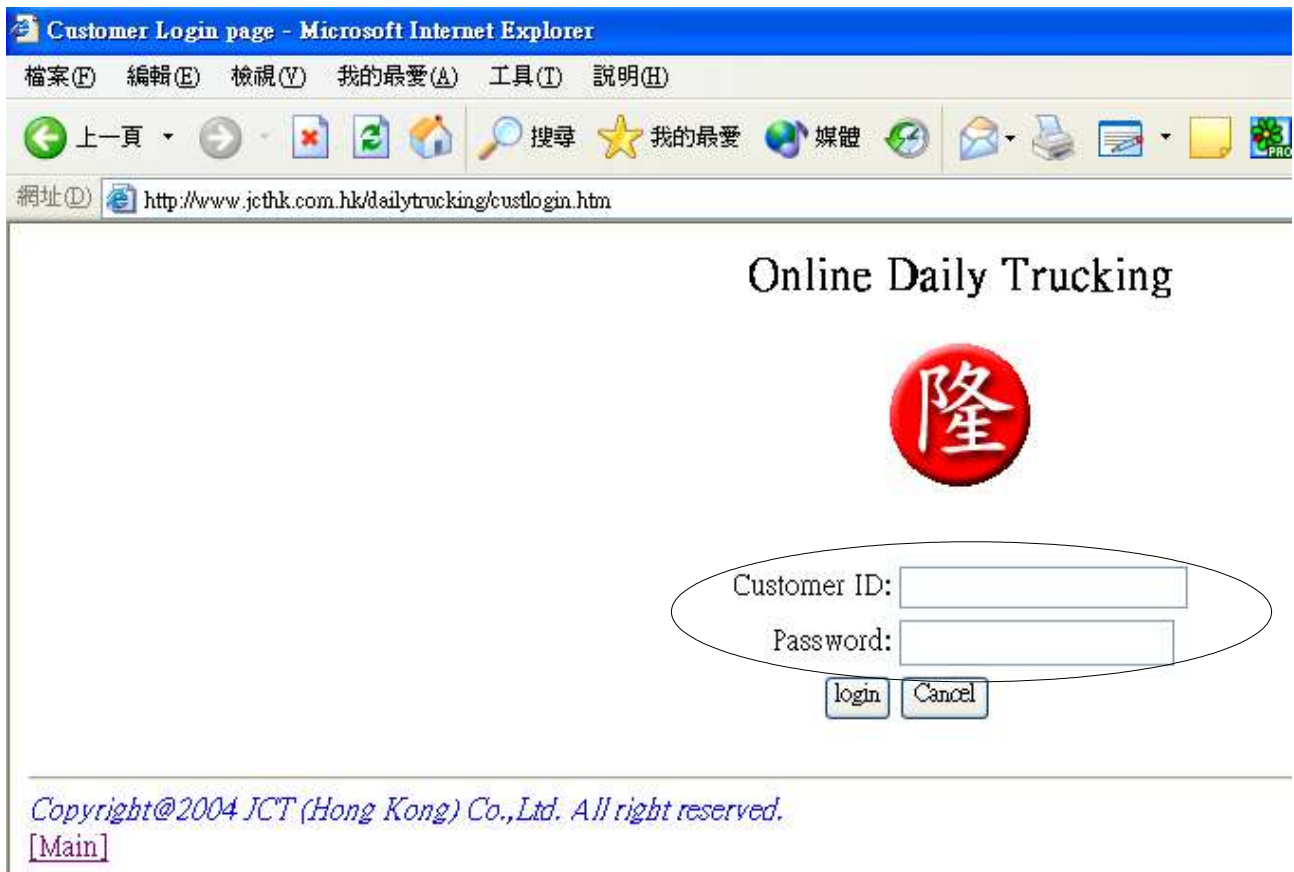 Customer Login page - Microsoft Internet Explorer
檔案(F) 編輯(E) 檢視(V) 我的最愛(A) 工具(T) 說明(H)
上一頁 搜尋 我的最愛 媒體 PRO
網址(D) http://www.jcthk.com.hk/dailytrucking/custlogin.htm
Online Daily Trucking
隆
Customer ID:
Password:
login Cancel
Copyright@2004 JCT (Hong Kong) Co.,Ltd. All right reserved.
[Main]